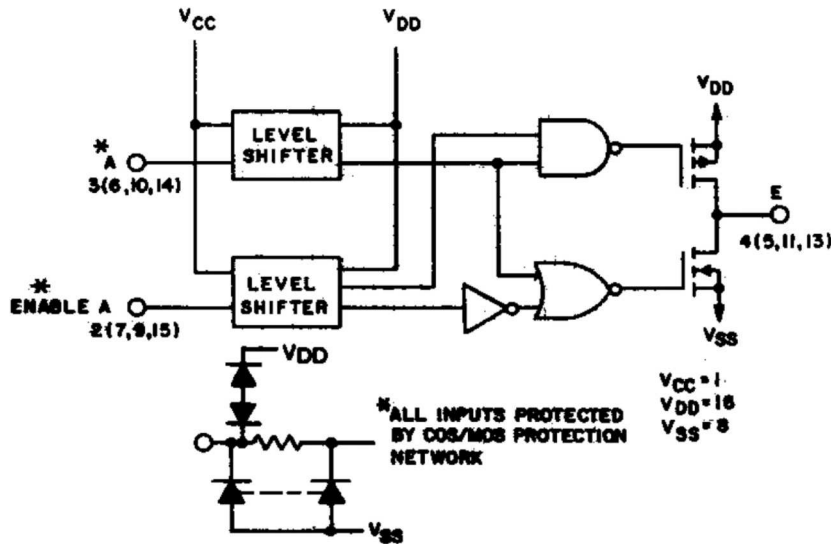 VCC
VDD
LEVEL
SHIFTER
* A
3(6,10,14)
VDD
E
4(5,11,13)
LEVEL
SHIFTER
*
ENABLE A
2(7,9,15)
VSS
VDD
VCC = 1
VDD = 16
VSS = 8
*ALL INPUTS PROTECTED
BY COS/MOS PROTECTION
NETWORK
VSS